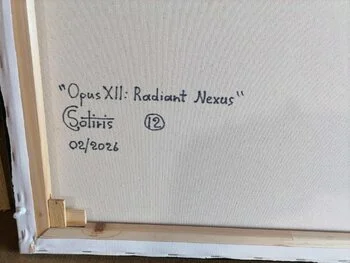 "Opus XII: Radiant Nexus"
Sotiris 12
02/2026